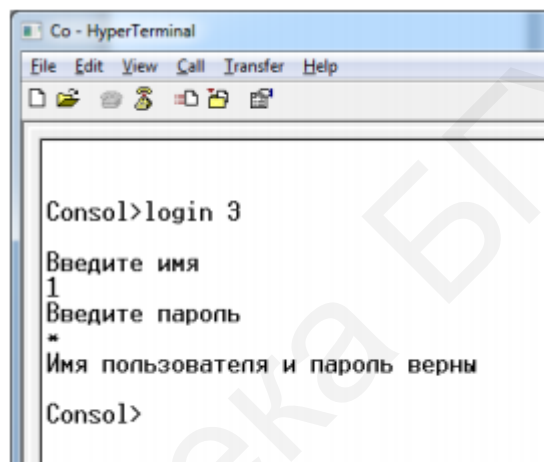 Co - HyperTerminal
File Edit View Call Transfer Help
Consol>login 3
Введите имя
1
Введите пароль
*
Имя пользователя и пароль верны
Consol>